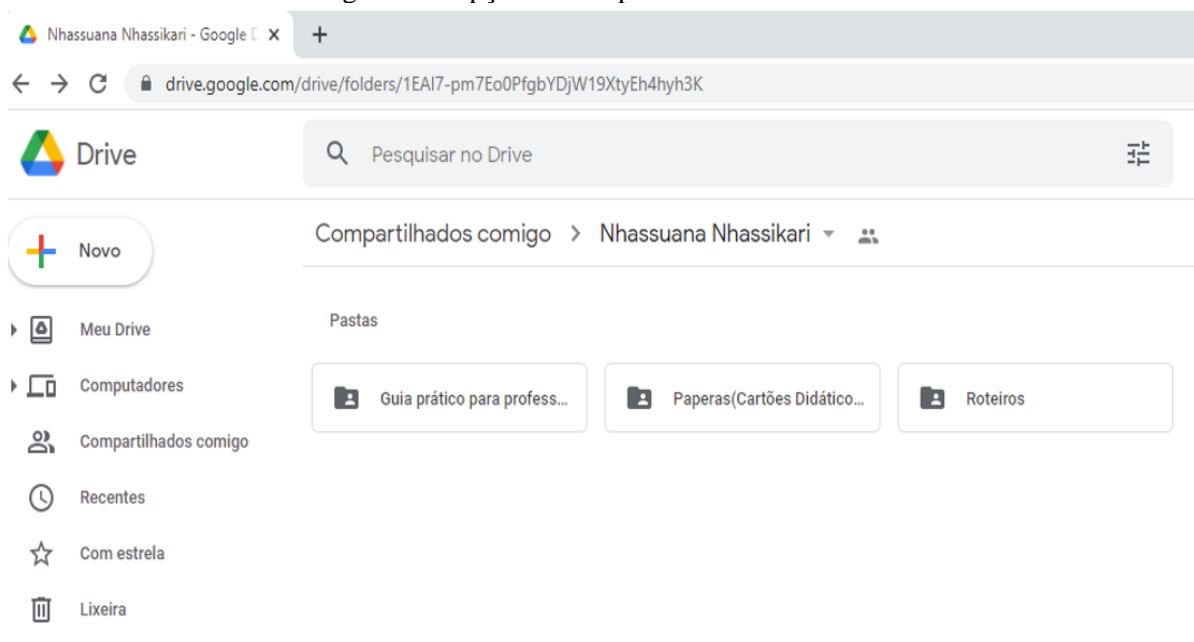 Nhassuana Nhassikari - Google D
drive.google.com/drive/folders/1EAI7-pm7Eo0PfgbYDjW19XtyEh4hyh3K
Drive
Pesquisar no Drive
Novo
Compartilhados comigo > Nhassuana Nhassikari
Meu Drive
Pastas
Computadores
Guia prático para profess...
Paperas(Cartões Didático...
Roteiros
Compartilhados comigo
Recentes
Com estrela
Lixeira